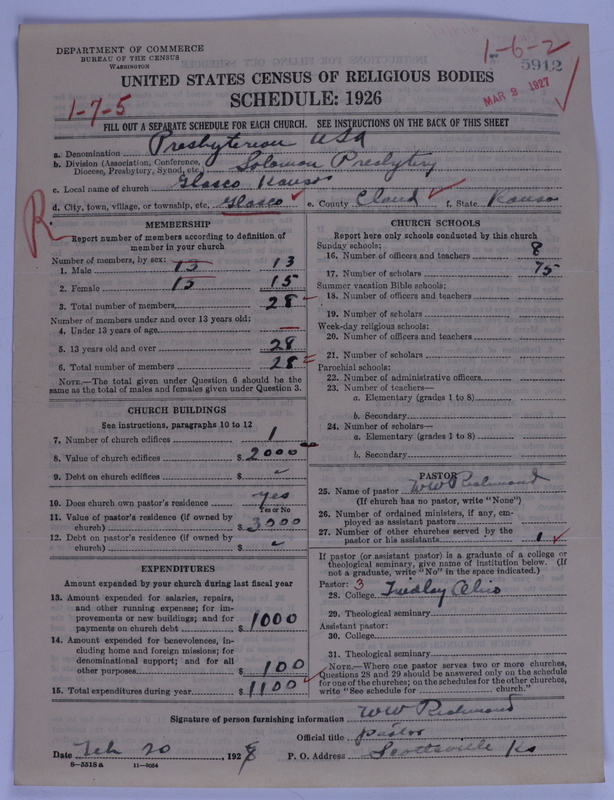 DEPARTMENT OF COMMERCE
BUREAU OF THE CENSUS
WASHINGTON
1-6-2
5912
MAR 8 1927
UNITED STATES CENSUS OF RELIGIOUS BODIES
SCHEDULE: 1926
1-7-5
FILL OUT A SEPARATE SCHEDULE FOR EACH CHURCH. SEE INSTRUCTIONS ON THE BACK OF THIS SHEET
a. Denomination Presbyterian USA
b. Division (Association, Conference, Diocese, Presbytery, Synod, etc.) Solomon Presbytery
c. Local name of church Glasco Kansas
d. City, town, village, or township, etc. Glasco e. County Cloud f. State Kansas
R
MEMBERSHIP
Report number of members according to definition of member in your church
Number of members, by sex:
1. Male 13 13
2. Female 15 15
3. Total number of members, 28
Number of members under and over 13 years old:
4. Under 13 years of age —
5. 13 years old and over 28
6. Total number of members 28
NOTE.—The total given under Question 6 should be the same as the total of males and females given under Question 3.
CHURCH BUILDINGS
See instructions, paragraphs 10 to 12
7. Number of church edifices 1
8. Value of church edifices $ 2000
9. Debt on church edifices $
10. Does church own pastor's residence yes
Yes or No
11. Value of pastor's residence (if owned by church) $ 3000
12. Debt on pastor's residence (if owned by church) $
EXPENDITURES
Amount expended by your church during last fiscal year
13. Amount expended for salaries, repairs, and other running expenses; for improvements or new buildings; and for payments on church debt $ 1000
14. Amount expended for benevolences, including home and foreign missions; for denominational support; and for all other purposes $ 100
15. Total expenditures during year $ 1100
CHURCH SCHOOLS
Report here only schools conducted by this church
Sunday schools:
16. Number of officers and teachers 8
17. Number of scholars 75
Summer vacation Bible schools:
18. Number of officers and teachers
19. Number of scholars
Week-day religious schools:
20. Number of officers and teachers
21. Number of scholars
Parochial schools:
22. Number of administrative officers
23. Number of teachers—
a. Elementary (grades 1 to 8)
b. Secondary
24. Number of scholars—
a. Elementary (grades 1 to 8)
b. Secondary
PASTOR
25. Name of pastor WW Richmond
(If church has no pastor, write "None")
26. Number of ordained ministers, if any, employed as assistant pastors
27. Number of other churches served by the pastor or his assistants 1
If pastor (or assistant pastor) is a graduate of a college or theological seminary, give name of institution below. (If not a graduate, write "No" in the space indicated.)
Pastor: 3
28. College
29. Theological seminary
Assistant pastor:
30. College
31. Theological seminary
NOTE.—Where one pastor serves two or more churches, Questions 28 and 29 should be answered only on the schedule for one of the churches; on the schedules for the other churches, write "See schedule for church."
Signature of person furnishing information WW Richmond
Official title pastor
Date Feb 20 192 P. O. Address Scottsville Ks
8-5518a 11-9054